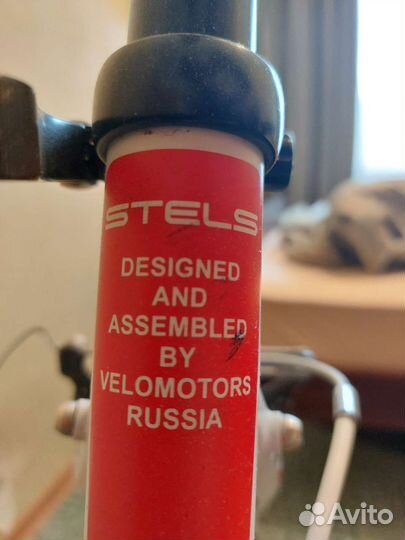 STELS
DESIGNED
AND
ASSEMBLED
BY
VELOMOTORS
RUSSIA
Avito